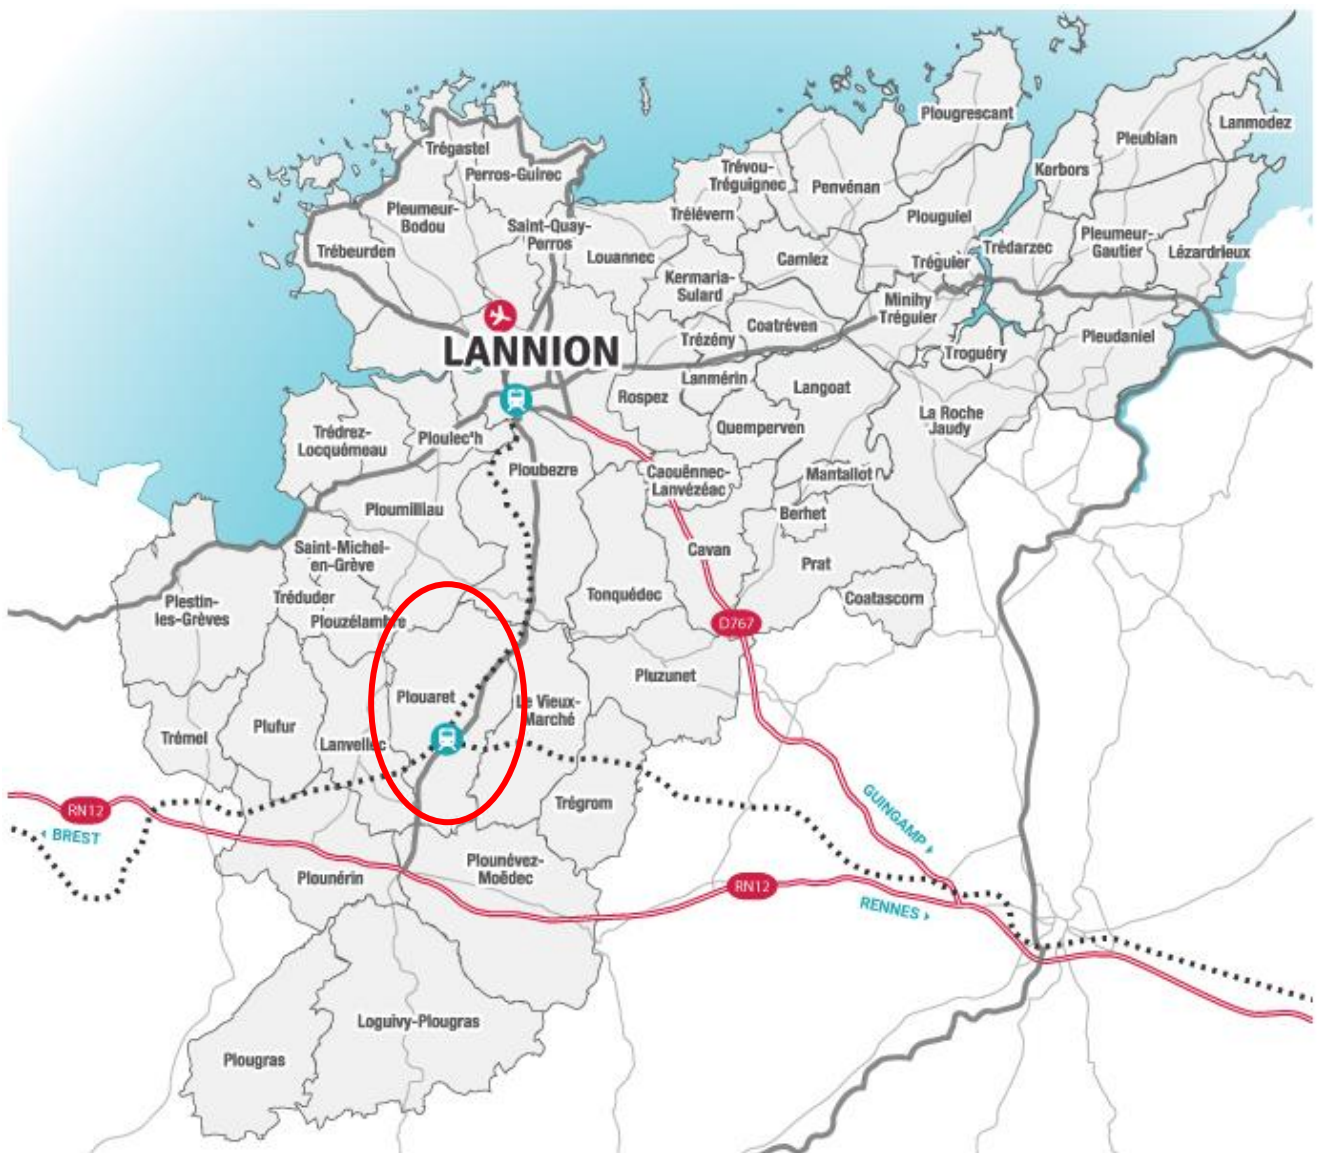 Plougrescant
Lanmodez
Pleubian
Trégastel
Perros-Guirec
Kerbors
Trévou-
Tréguignec
Penvénan
Pleumeur-
Bodou
Trélévern
Plouguiel
Saint-Quay-
Perros
Pleumeur-
Gautier
Trébeurden
Louannec
Camlez
Tréguier
Trédarzec
Lézardrieux
Kermaria-
Sulard
Minihy
Tréguier
Trézény
Coatréven
Pleudaniel
LANNION
Troguéry
Lanmérin
Langoat
Rospez
La Roche
Jaudy
Trédrez-
Locquémeau
Ploulec'h
Quemperven
Ploubezre
Caouënnec-
Lanvézéac
Mantallot
Ploumilliau
Berhet
Saint-Michel-
en-Grève
Cavan
Prat
Plestin-
les-Grèves
Tréduder
Tonquédec
Coatascorn
Plouzélambre
D767
Pluzunet
Plouaret
Le Vieux-
Marché
Trémel
Plufur
Lanvellec
RN12
BREST
Trégrom
GUINGAMP
Plounérin
Plounévez-
Moëdec
RN12
RENNES
Loguivy-Plougras
Plougras